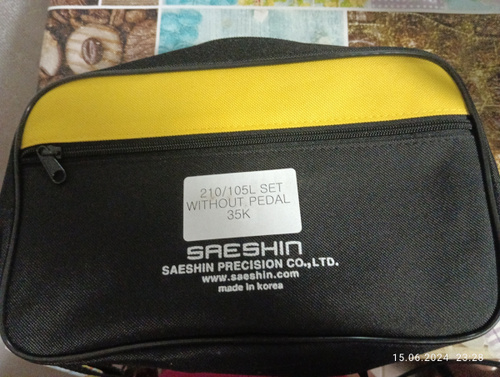 210/105L SET
WITHOUT PEDAL
35K
SAESHIN
SAESHIN PRECISION CO.,LTD.
www.saeshin.com
made in korea
15.06.2024 23:28